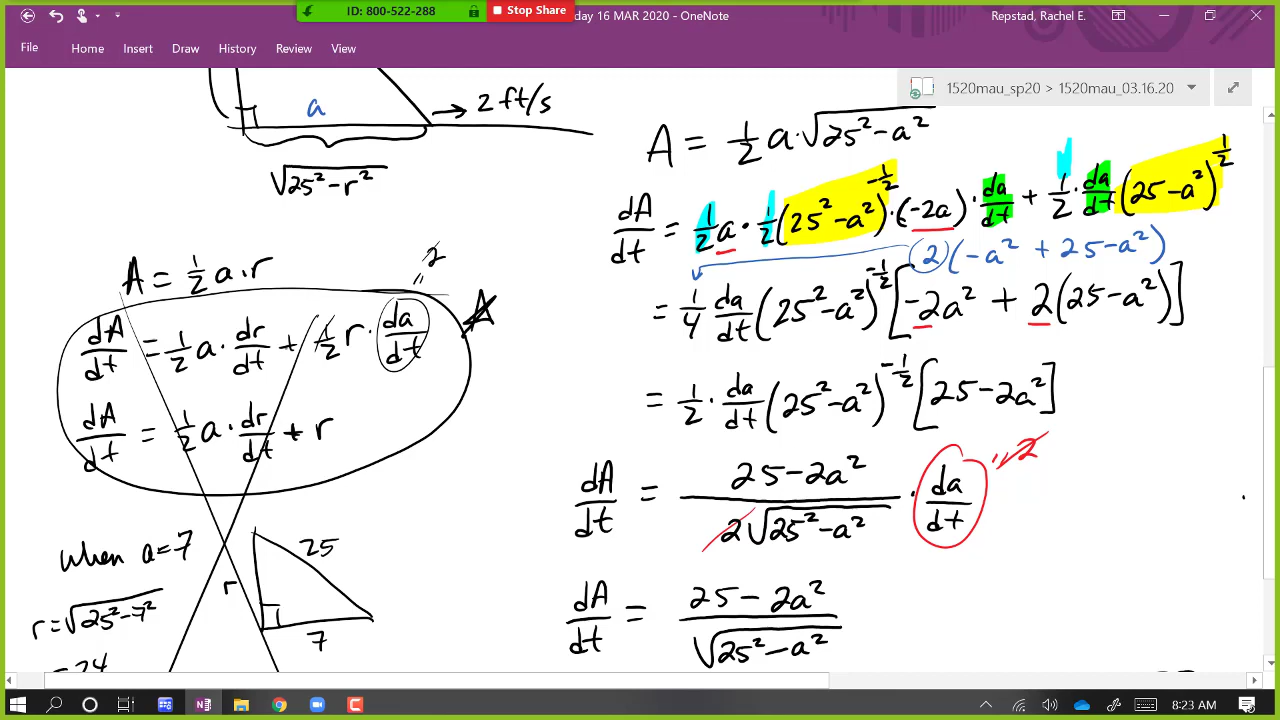 ID: 800-522-288
Stop Share
day 16 MAR 2020 - OneNote
Repstad, Rachel E.
File Home Insert Draw History Review View
1520mau_sp20 > 1520mau_03.16.20
a
→ 2 ft/s
√(25² - r²)
A = 1/2 a · r
dA/dt = 1/2 a · dr/dt + 1/2 r · da/dt
" 2
A
dA/dt = 1/2 a · dr/dt + r
when a = 7
r = √(25² - 7²)
= 24
25
r
7
A = 1/2 a · √(25² - a²)
dA/dt = 1/2 a · 1/2 (25² - a²)^(-1/2) · (-2a) · da/dt + 1/2 · da/dt (25 - a²)^(1/2)
2(-a² + 25 - a²)
= 1/4 da/dt (25² - a²)^(-1/2) [-2a² + 2(25 - a²)]
= 1/2 · da/dt (25² - a²)^(-1/2) [25 - 2a²]
dA/dt = (25 - 2a²) / (2√(25² - a²)) · da/dt " 2
dA/dt = (25 - 2a²) / √(25² - a²)
8:23 AM